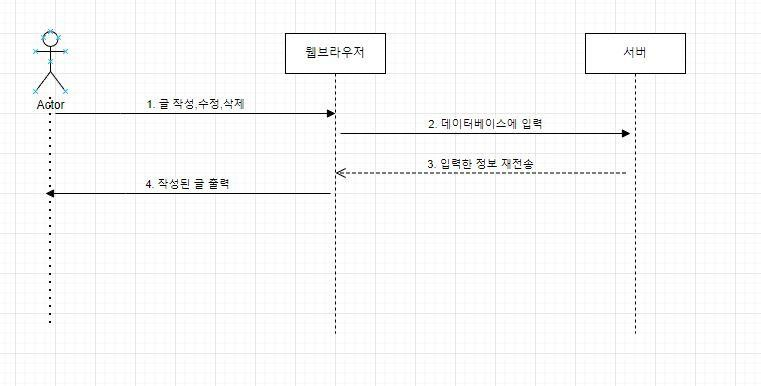 웹브라우저
서버
Actor
1. 글 작성,수정,삭제
2. 데이터베이스에 입력
3. 입력한 정보 재전송
4. 작성된 글 출력